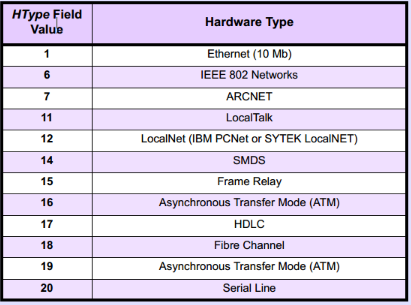 HType Field Value Hardware Type
1 Ethernet (10 Mb)
6 IEEE 802 Networks
7 ARCNET
11 LocalTalk
12 LocalNet (IBM PCNet or SYTEK LocalNET)
14 SMDS
15 Frame Relay
16 Asynchronous Transfer Mode (ATM)
17 HDLC
18 Fibre Channel
19 Asynchronous Transfer Mode (ATM)
20 Serial Line